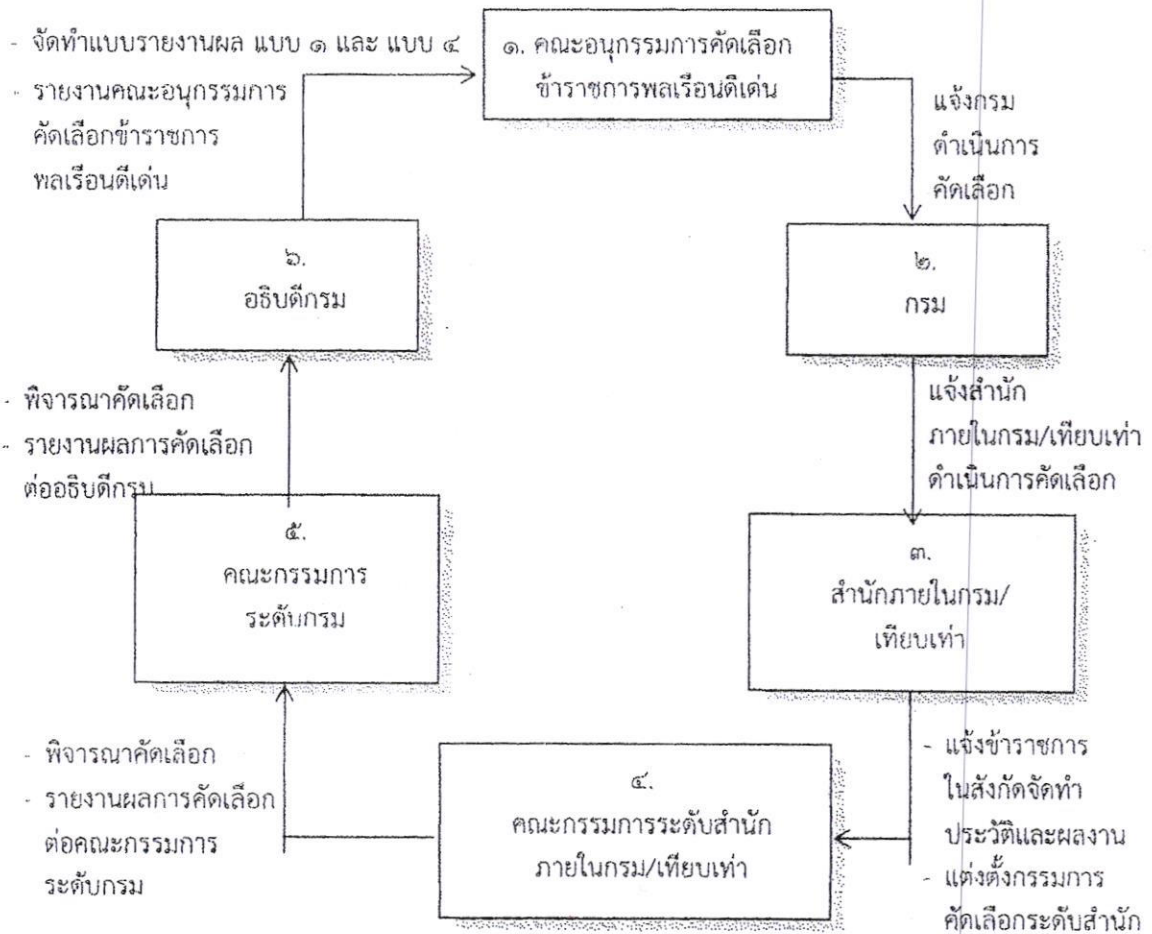 - จัดทำแบบรายงานผล แบบ ๑ และ แบบ ๔
- รายงานคณะอนุกรรมการ
คัดเลือกข้าราชการ
พลเรือนดีเด่น
๑. คณะอนุกรรมการคัดเลือก
ข้าราชการพลเรือนดีเด่น
แจ้งกรม
ดำเนินการ
คัดเลือก
๒.
กรม
แจ้งสำนัก
ภายในกรม/เทียบเท่า
ดำเนินการคัดเลือก
๓.
สำนักภายในกรม/
เทียบเท่า
- แจ้งข้าราชการ
ในสังกัดจัดทำ
ประวัติและผลงาน
- แต่งตั้งกรรมการ
คัดเลือกระดับสำนัก
๔.
คณะกรรมการระดับสำนัก
ภายในกรม/เทียบเท่า
- พิจารณาคัดเลือก
- รายงานผลการคัดเลือก
ต่อคณะกรรมการ
ระดับกรม
๕.
คณะกรรมการ
ระดับกรม
- พิจารณาคัดเลือก
- รายงานผลการคัดเลือก
ต่ออธิบดีกรม
๖.
อธิบดีกรม